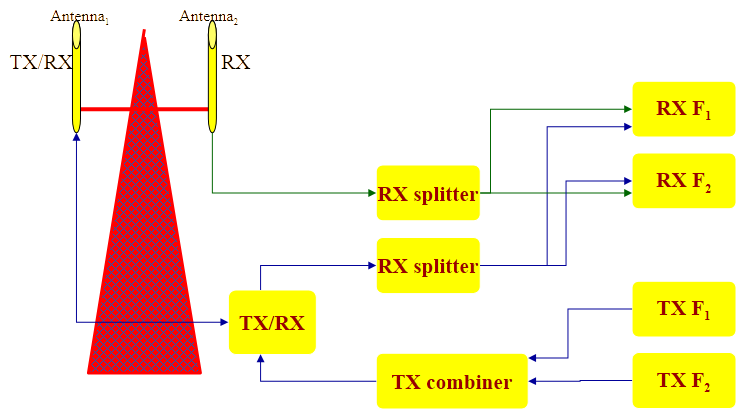 Antenna₁
Antenna₂
TX/RX
RX
RX F₁
RX splitter
RX F₂
RX splitter
TX/RX
TX F₁
TX combiner
TX F₂